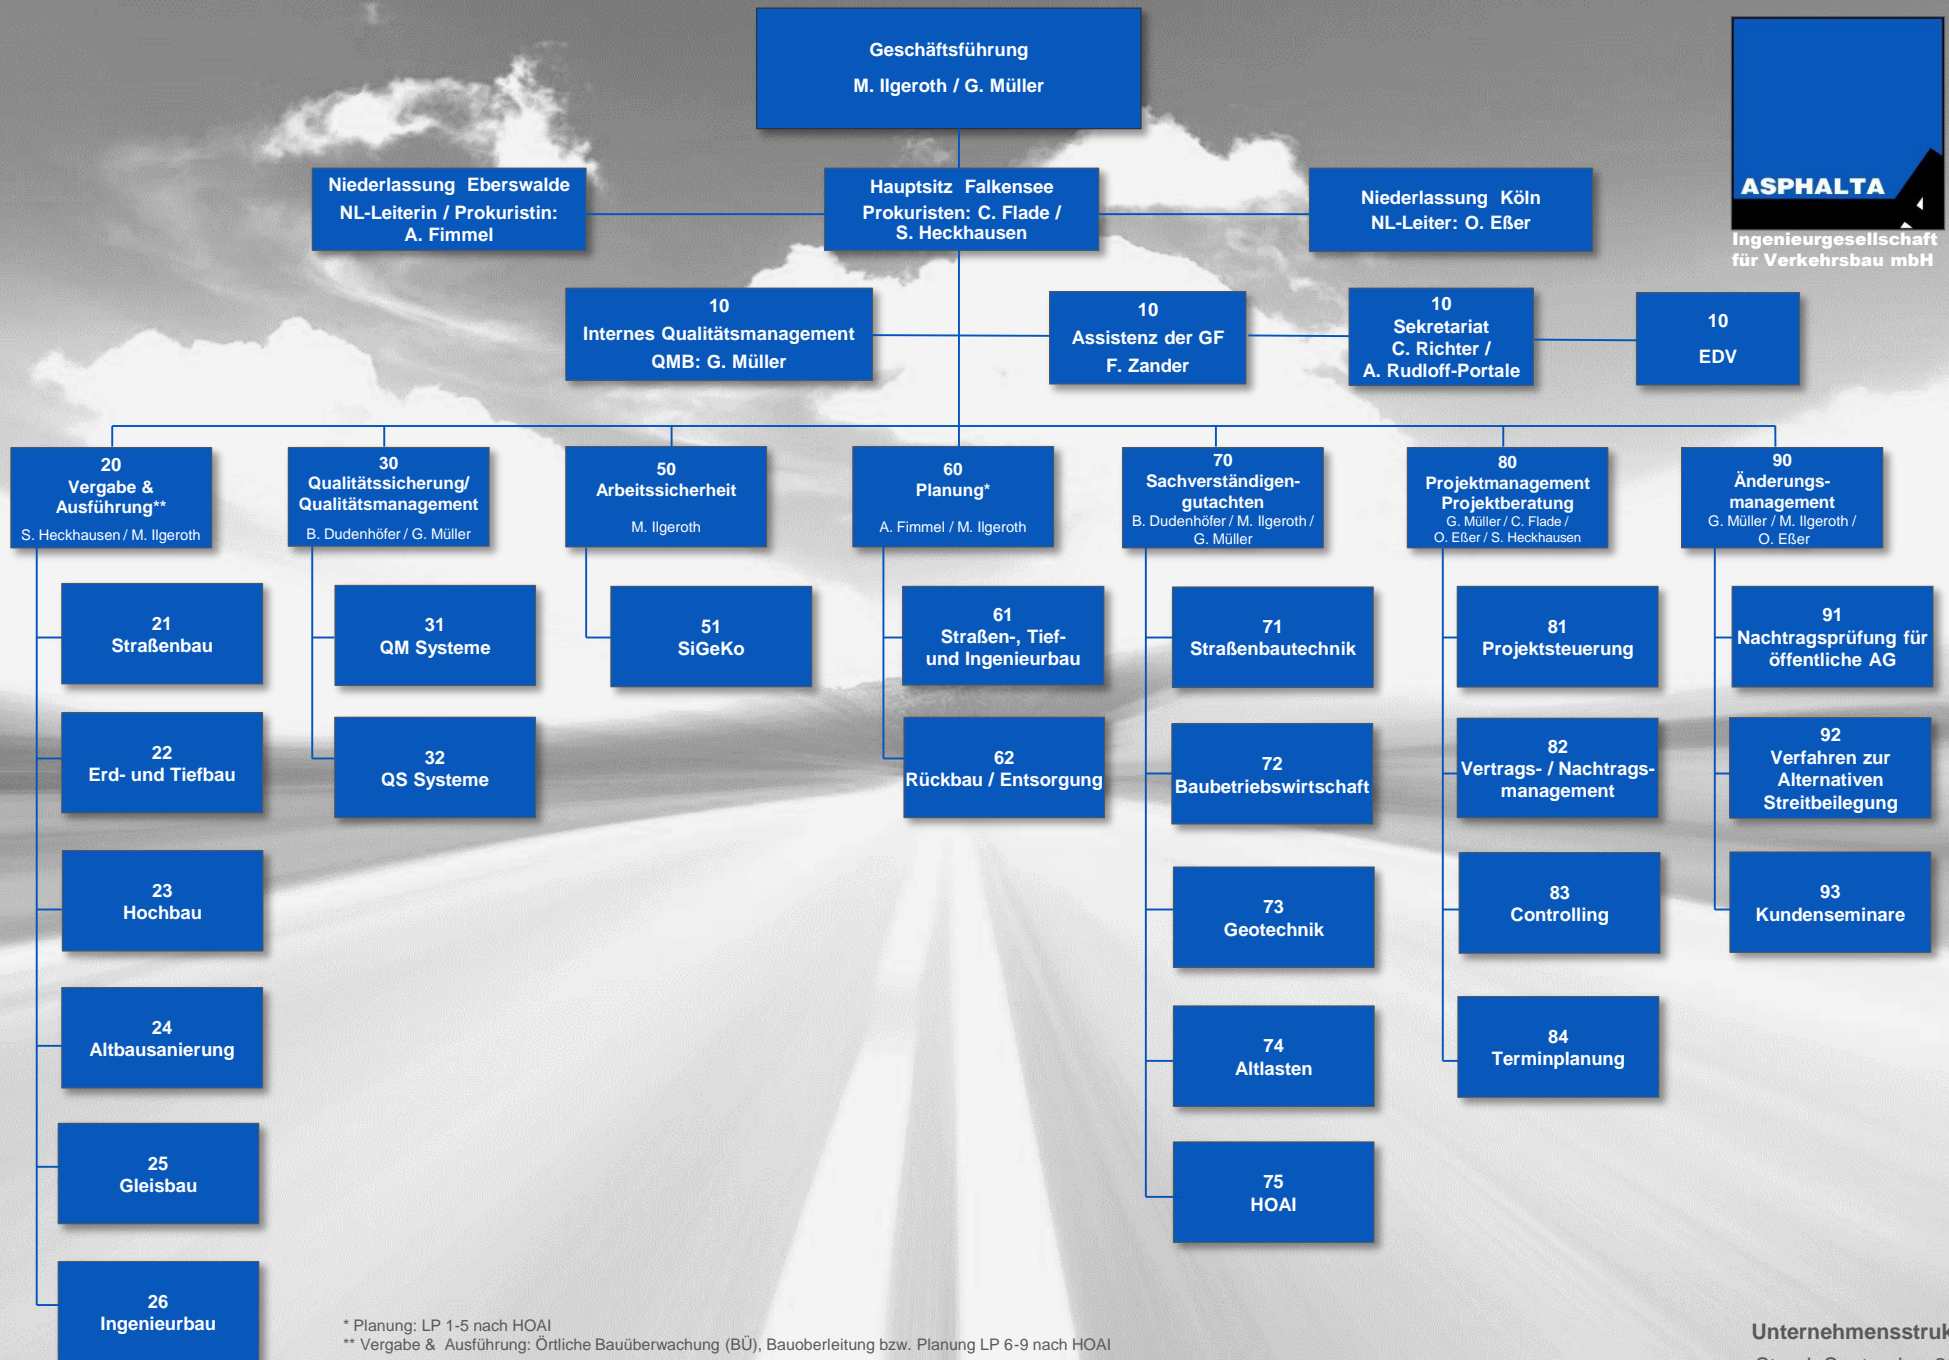 Geschäftsführung
M. Ilgeroth / G. Müller
ASPHALTA
Ingenieurgesellschaft
für Verkehrsbau mbH
Niederlassung Eberswalde
NL-Leiterin / Prokuristin:
A. Fimmel
Hauptsitz Falkensee
Prokuristen: C. Flade /
S. Heckhausen
Niederlassung Köln
NL-Leiter: O. Eßer
10
Internes Qualitätsmanagement
QMB: G. Müller
10
Assistenz der GF
F. Zander
10
Sekretariat
C. Richter /
A. Rudloff-Portale
10
EDV
20
Vergabe &
Ausführung**
S. Heckhausen / M. Ilgeroth
30
Qualitätssicherung/
Qualitätsmanagement
B. Dudenhöfer / G. Müller
50
Arbeitssicherheit
M. Ilgeroth
60
Planung*
A. Fimmel / M. Ilgeroth
70
Sachverständigen-
gutachten
B. Dudenhöfer / M. Ilgeroth /
G. Müller
80
Projektmanagement
Projektberatung
G. Müller / C. Flade /
O. Eßer / S. Heckhausen
90
Änderungs-
management
G. Müller / M. Ilgeroth /
O. Eßer
21
Straßenbau
22
Erd- und Tiefbau
23
Hochbau
24
Altbausanierung
25
Gleisbau
26
Ingenieurbau
31
QM Systeme
32
QS Systeme
51
SiGeKo
61
Straßen-, Tief-
und Ingenieurbau
62
Rückbau / Entsorgung
71
Straßenbautechnik
72
Baubetriebswirtschaft
73
Geotechnik
74
Altlasten
75
HOAI
81
Projektsteuerung
82
Vertrags- / Nachtrags-
management
83
Controlling
84
Terminplanung
91
Nachtragsprüfung für
öffentliche AG
92
Verfahren zur
Alternativen
Streitbeilegung
93
Kundenseminare
* Planung: LP 1-5 nach HOAI
** Vergabe & Ausführung: Örtliche Bauüberwachung (BÜ), Bauoberleitung bzw. Planung LP 6-9 nach HOAI
Unternehmensstruk